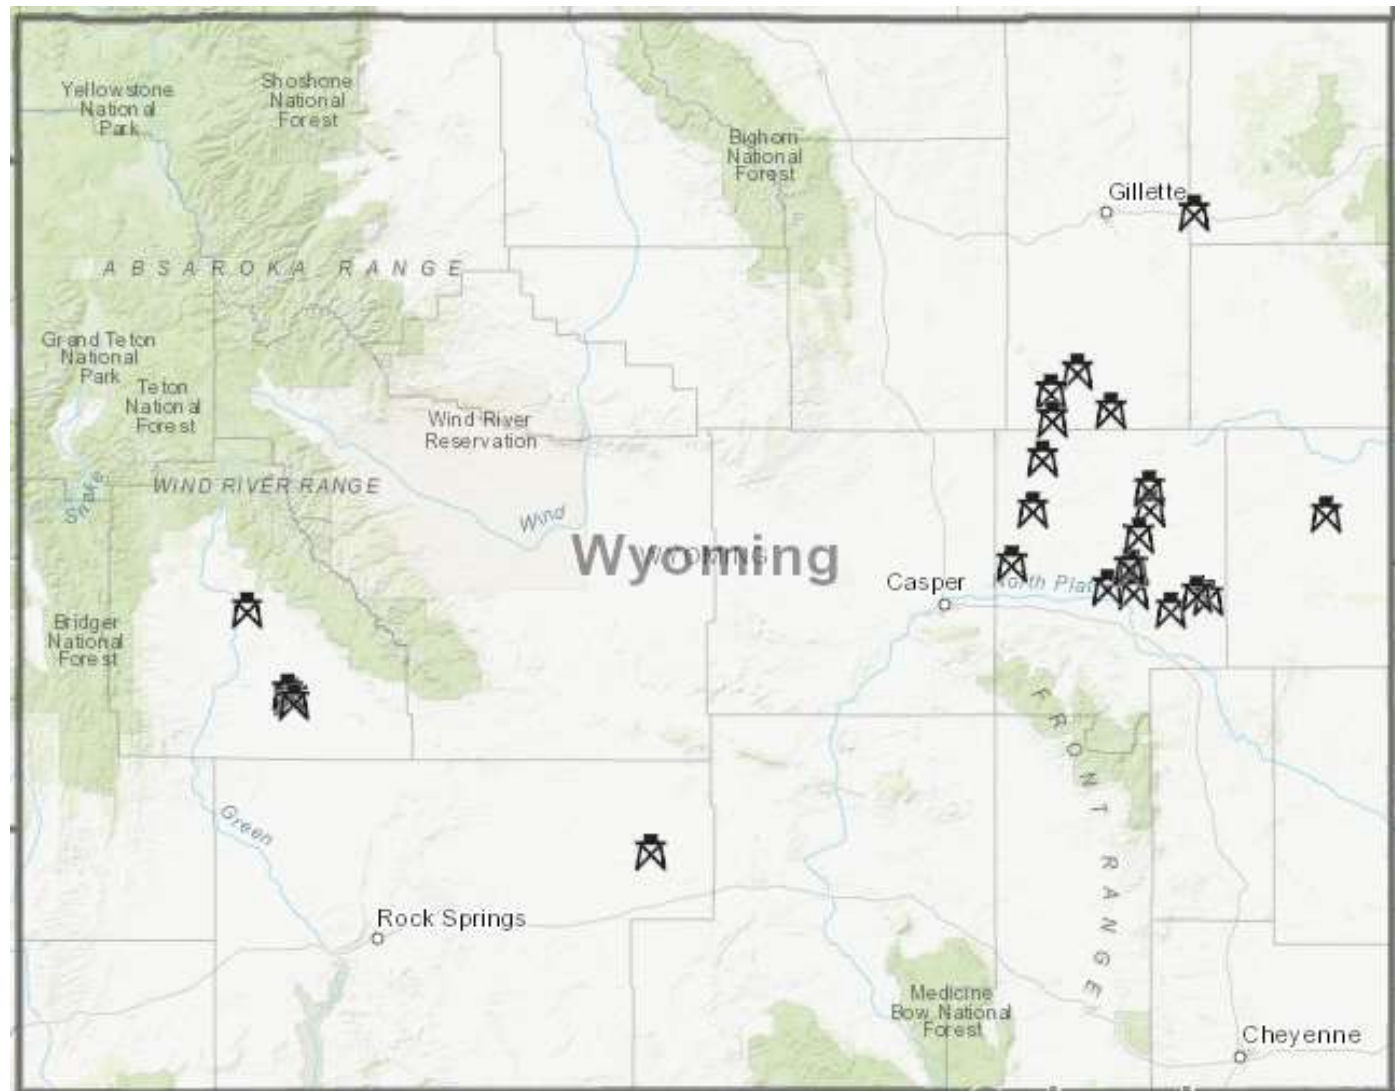 Yellowstone
National
Park
Shoshone
National
Forest
Bighorn
National
Forest
Gillette
ABSAROKA RANGE
Grand Teton
National
Park
Teton
National
Forest
Wind River
Reservation
WIND RIVER RANGE
Snake
Wind
Wyoming
WYOMING
Casper
North Pla
Bridger
National
Forest
FRONT RANGE
Green
Rock Springs
Medicine
Bow National
Forest
Cheyenne